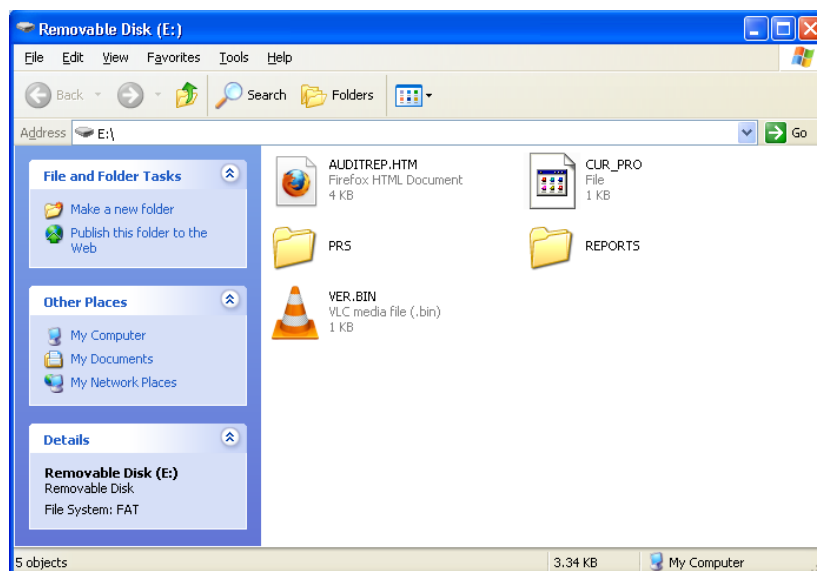 Removable Disk (E:)
File Edit View Favorites Tools Help
Back Search Folders
Address E:\ Go
File and Folder Tasks
Make a new folder
Publish this folder to the
Web
Other Places
My Computer
My Documents
My Network Places
Details
Removable Disk (E:)
Removable Disk
File System: FAT
AUDITREP.HTM
Firefox HTML Document
4 KB
CUR_PRO
File
1 KB
PRS
REPORTS
VER.BIN
VLC media file (.bin)
1 KB
5 objects 3.34 KB My Computer